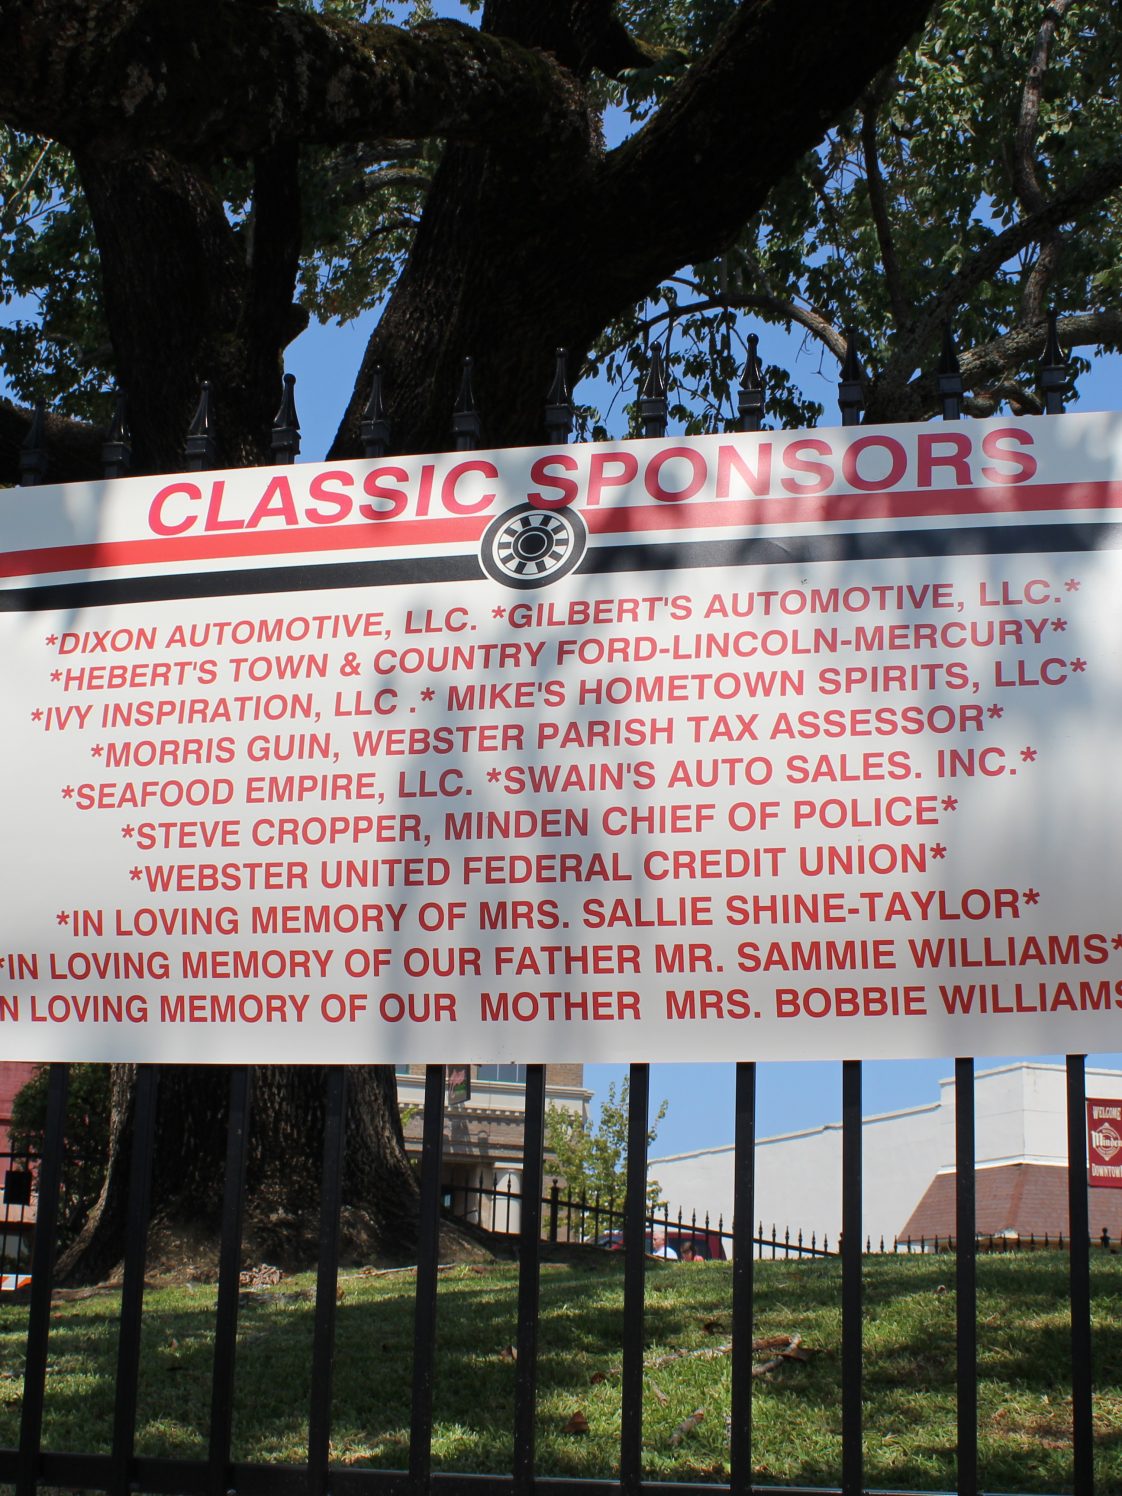 CLASSIC SPONSORS
*DIXON AUTOMOTIVE, LLC. *GILBERT'S AUTOMOTIVE, LLC.*
*HEBERT'S TOWN & COUNTRY FORD-LINCOLN-MERCURY*
*IVY INSPIRATION, LLC .* MIKE'S HOMETOWN SPIRITS, LLC*
*MORRIS GUIN, WEBSTER PARISH TAX ASSESSOR*
*SEAFOOD EMPIRE, LLC. *SWAIN'S AUTO SALES. INC.*
*STEVE CROPPER, MINDEN CHIEF OF POLICE*
*WEBSTER UNITED FEDERAL CREDIT UNION*
*IN LOVING MEMORY OF MRS. SALLIE SHINE-TAYLOR*
*IN LOVING MEMORY OF OUR FATHER MR. SAMMIE WILLIAMS*
N LOVING MEMORY OF OUR MOTHER MRS. BOBBIE WILLIAMS
WELCOME
Minden
DOWNTOWN